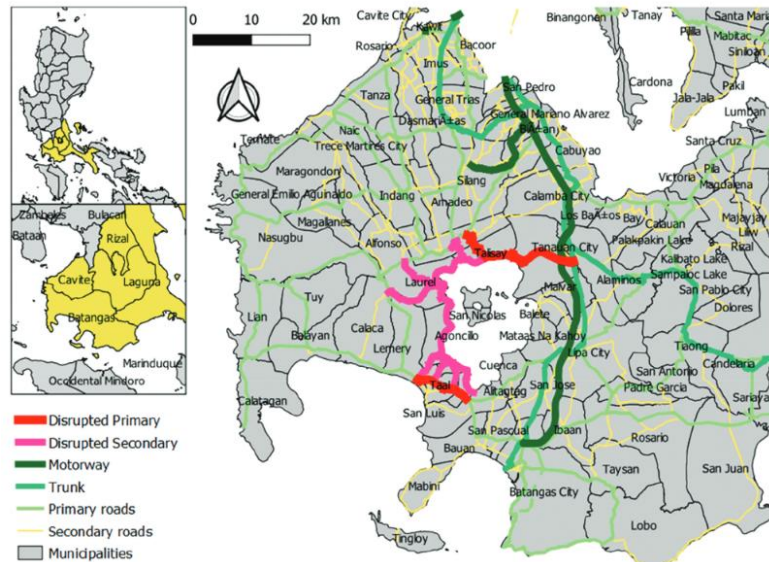 0 10 20 km
Cavite City
Binangonan
Tanay
Santa Maria
Kawit
Pililla
Mabitac
Rosario
Bacoor
Siniloan
Imus
San Pedro
Cardona
Pakil
Tanza
General Trias
General Mariano Alvarez
Jala-Jala
DasmariÃ±as
BiÃ±an
Lumban
Naic
Ternate
Trece Martires City
Cabuyao
Santa Cruz
Maragondon
Silang
Pila
Victoria
Magdalena
General Emilio Aguinaldo
Indang
Calamba City
Amadeo
Los BaÃ±os
Bay
Calauan
Majayjay
Magallanes
Liliw
Nasugbu
Alfonso
Talisay
Tanauan City
Palakpakin Lake
Rizal
Kalibato Lake
Laurel
Alaminos
Sampaloc Lake
Malvar
San Pablo City
Tuy
San Nicolas
Balete
Dolores
Lian
Balayan
Calaca
Agoncillo
Mataas Na Kahoy
Lemery
Lipa City
Tiaong
Cuenca
San Antonio
Candelaria
Calatagan
Taal
Alitagtag
San Jose
Padre Garcia
Sariaya
San Luis
San Pascual
Ibaan
Rosario
Bauan
Taysan
San Juan
Mabini
Batangas City
Lobo
Tingloy
Zambales
Bulacan
Bataan
Rizal
Cavite
Laguna
Batangas
Marinduque
Occidental Mindoro
Disrupted Primary
Disrupted Secondary
Motorway
Trunk
Primary roads
Secondary roads
Municipalities